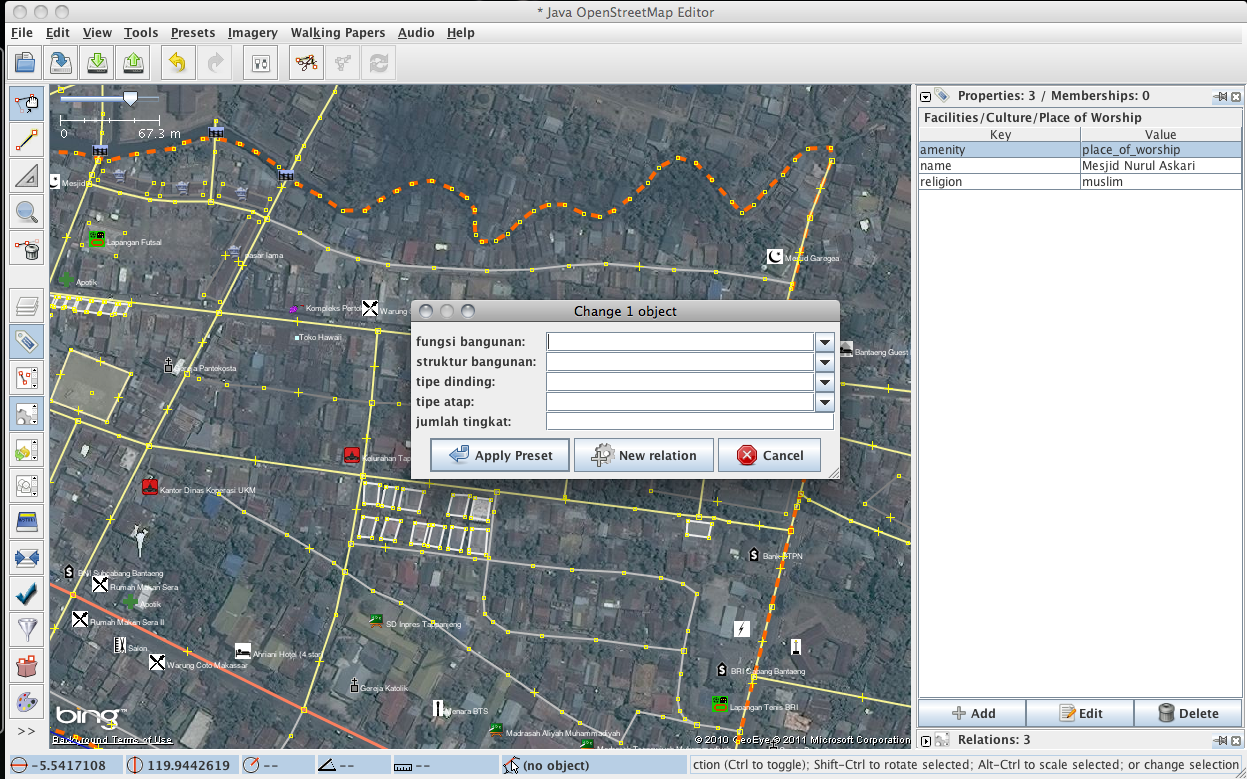 * Java OpenStreetMap Editor
File Edit View Tools Presets Imagery Walking Papers Audio Help
0 67.3 m
Mesjid
Lapangan Futsal
pasar lama
Apotik
Kompleks Perto
Warung
Toko Hawaii
Gereja Pantekosta
Mesjid Garegea
Bantaeng Guest
Kelurahan Tap
Kantor Dinas Koperasi UKM
BNI Subcabang Bantaeng
Rumah Makan Sera
Apotik
Rumah Makan Sera II
Salon
Warung Coto Makassar
Ahriani Hotel (4 star
SD Inpres Tappanjeng
Gereja Katolik
Menara BTS
Madrasah Aliyah Muhammadiyah
Bank BTPN
BRI Cabang Bantaeng
Lapangan Tenis BRI
bing™
Background Terms of Use
© 2010 GeoEye © 2011 Microsoft Corporation
Change 1 object
fungsi bangunan:
struktur bangunan:
tipe dinding:
tipe atap:
jumlah tingkat:
Apply Preset New relation Cancel
Properties: 3 / Memberships: 0
Facilities/Culture/Place of Worship
Key Value
amenity place_of_worship
name Mesjid Nurul Askari
religion muslim
Add Edit Delete
Relations: 3
>>
-5.5417108 119.9442619 -- -- -- (no object) ction (Ctrl to toggle); Shift-Ctrl to rotate selected; Alt-Ctrl to scale selected; or change selection